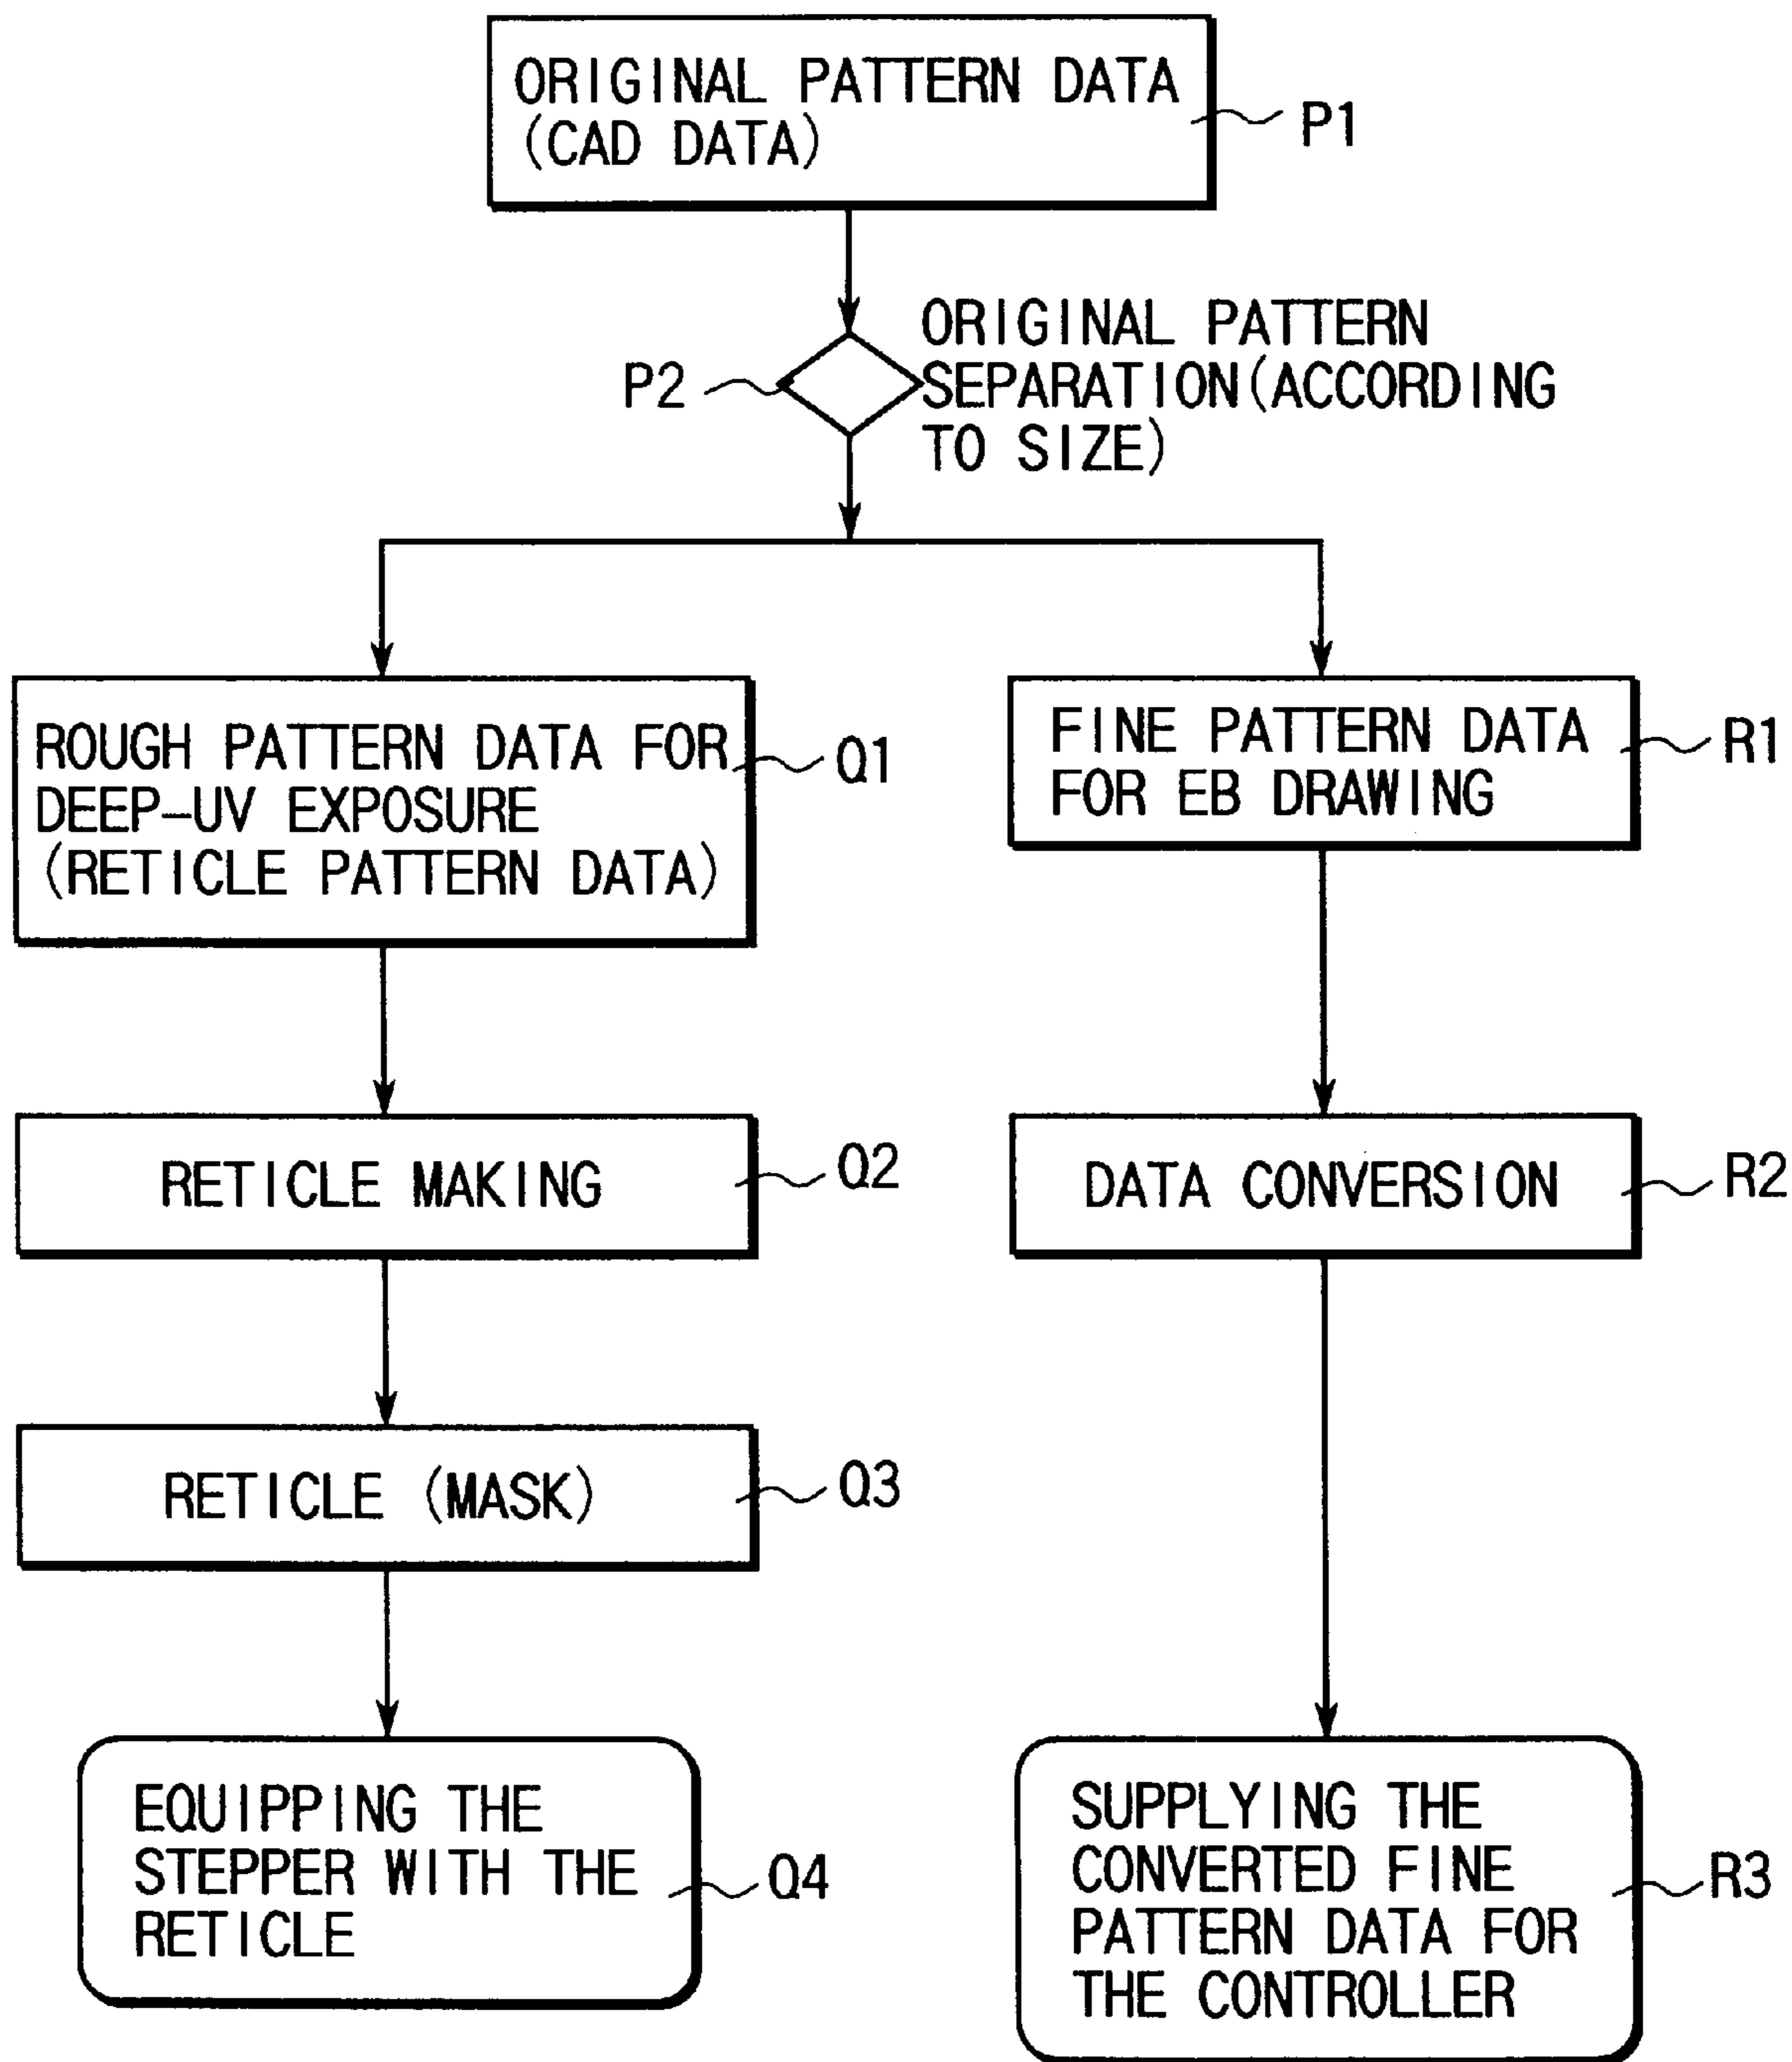 ORIGINAL PATTERN DATA
(CAD DATA)
P1
ORIGINAL PATTERN
SEPARATION(ACCORDING
TO SIZE)
P2
ROUGH PATTERN DATA FOR
DEEP-UV EXPOSURE
(RETICLE PATTERN DATA)
Q1
FINE PATTERN DATA
FOR EB DRAWING
R1
RETICLE MAKING
Q2
DATA CONVERSION
R2
RETICLE (MASK)
Q3
EQUIPPING THE
STEPPER WITH THE
RETICLE
Q4
SUPPLYING THE
CONVERTED FINE
PATTERN DATA FOR
THE CONTROLLER
R3